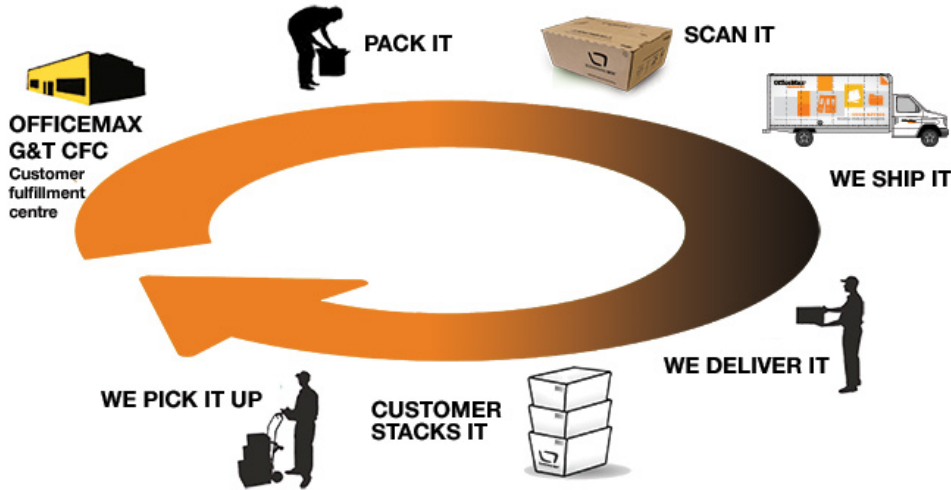 PACK IT
SCAN IT
OFFICEMAX
G&T CFC
Customer
fulfillment
centre
OfficeMax
WE SHIP IT
WE DELIVER IT
CUSTOMER
STACKS IT
WE PICK IT UP